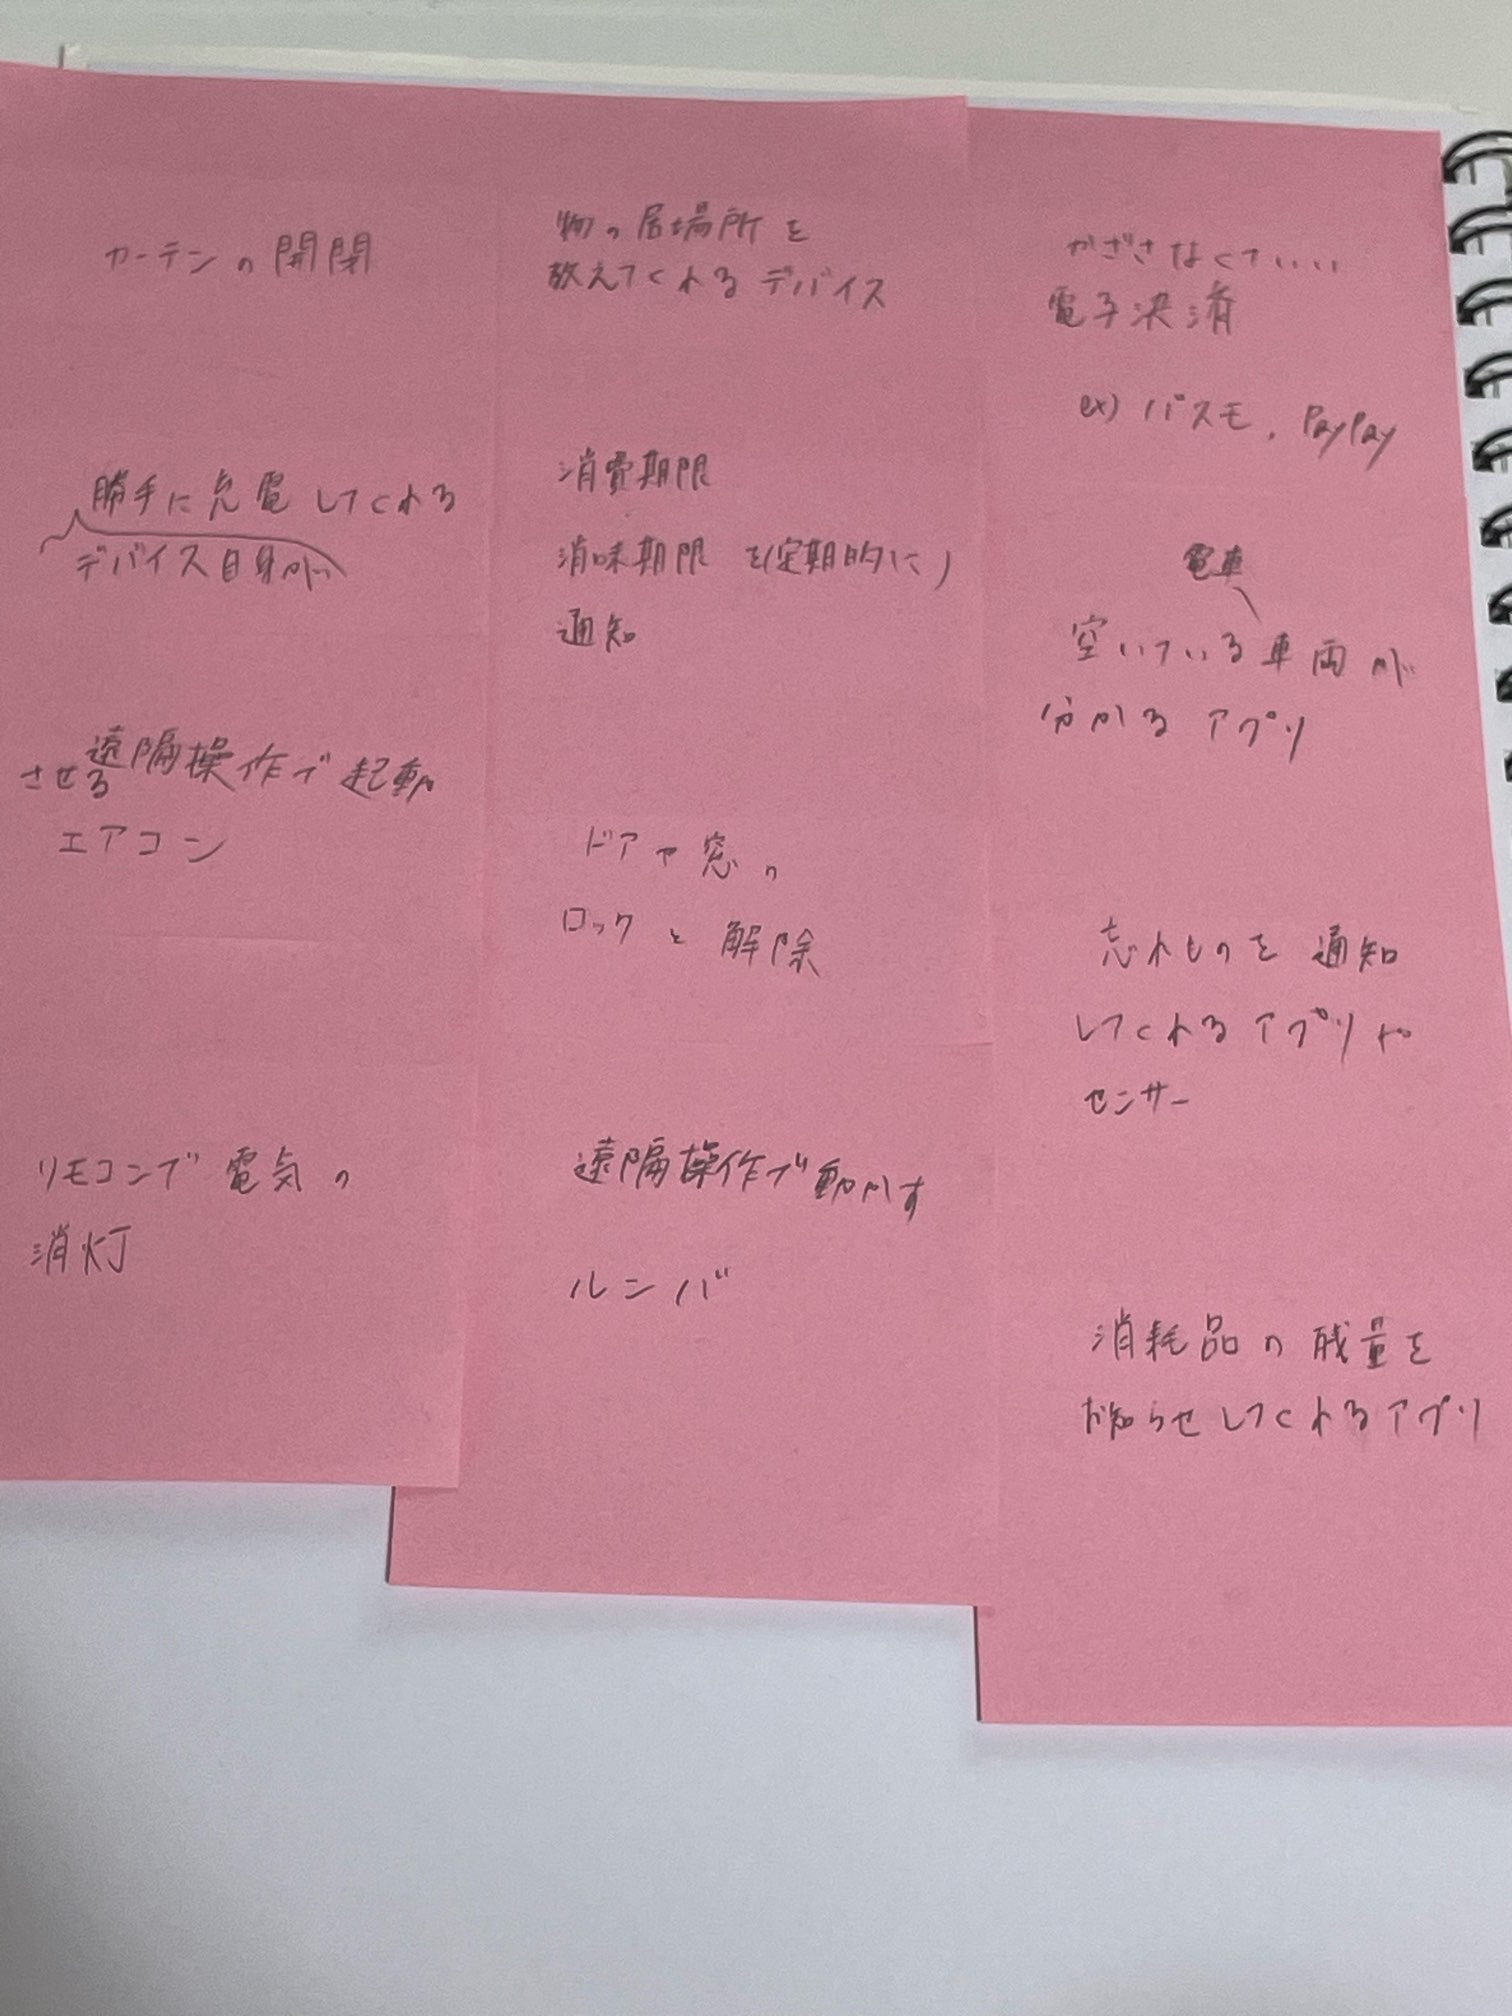 カーテンの開閉
勝手に充電してくれる
デバイス自身が
遠隔操作で起動
させる
エアコン
リモコンで電気の
消灯
物の居場所を
教えてくれるデバイス
消費期限
消味期限を(定期的に)
通知
ドアや窓の
ロックと解除
遠隔操作で動かす
ルンバ
かざさなくていい
電子決済
ex) パスモ, PayPay
電車
空いている車両が
分かるアプリ
忘れものを通知
してくれるアプリや
センサー
消耗品の残量を
お知らせしてくれるアプリ